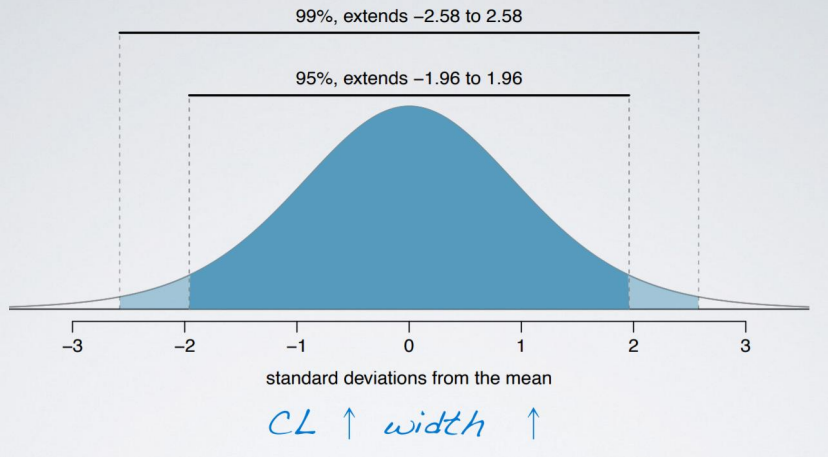 99%, extends −2.58 to 2.58
95%, extends −1.96 to 1.96
−3 −2 −1 0 1 2 3
standard deviations from the mean
CL ↑ width ↑